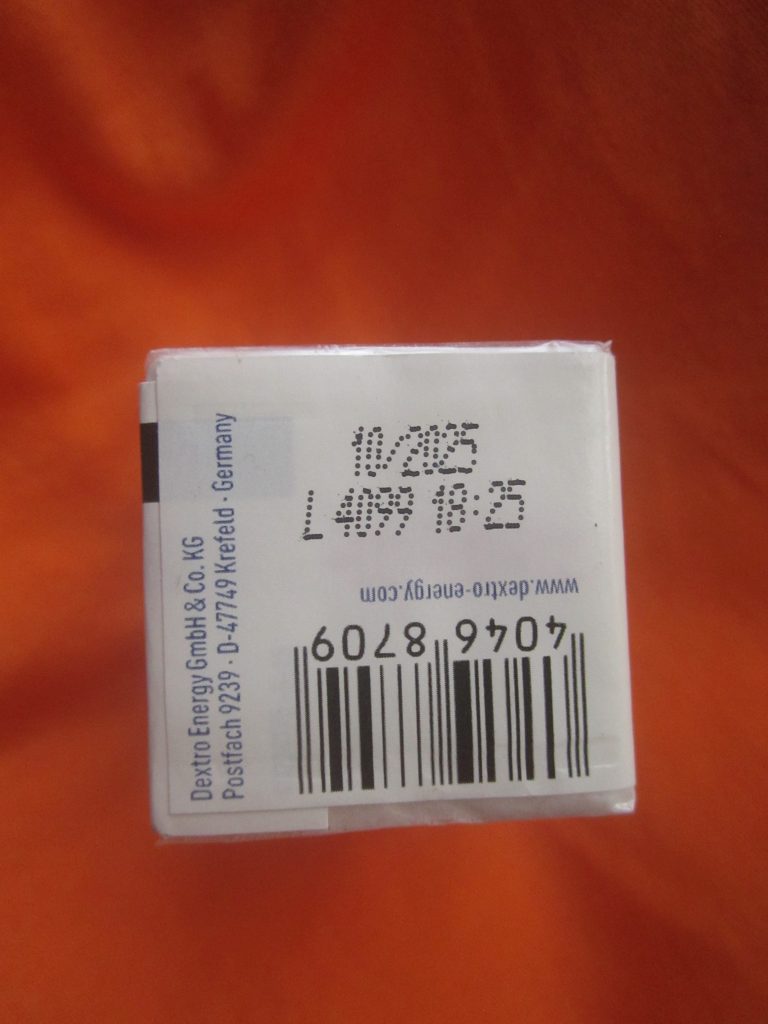 10/2025
L 4099 18:25
www.dextro-energy.com
4046 8709
Dextro Energy GmbH & Co. KG
Postfach 9239 · D-47749 Krefeld · Germany